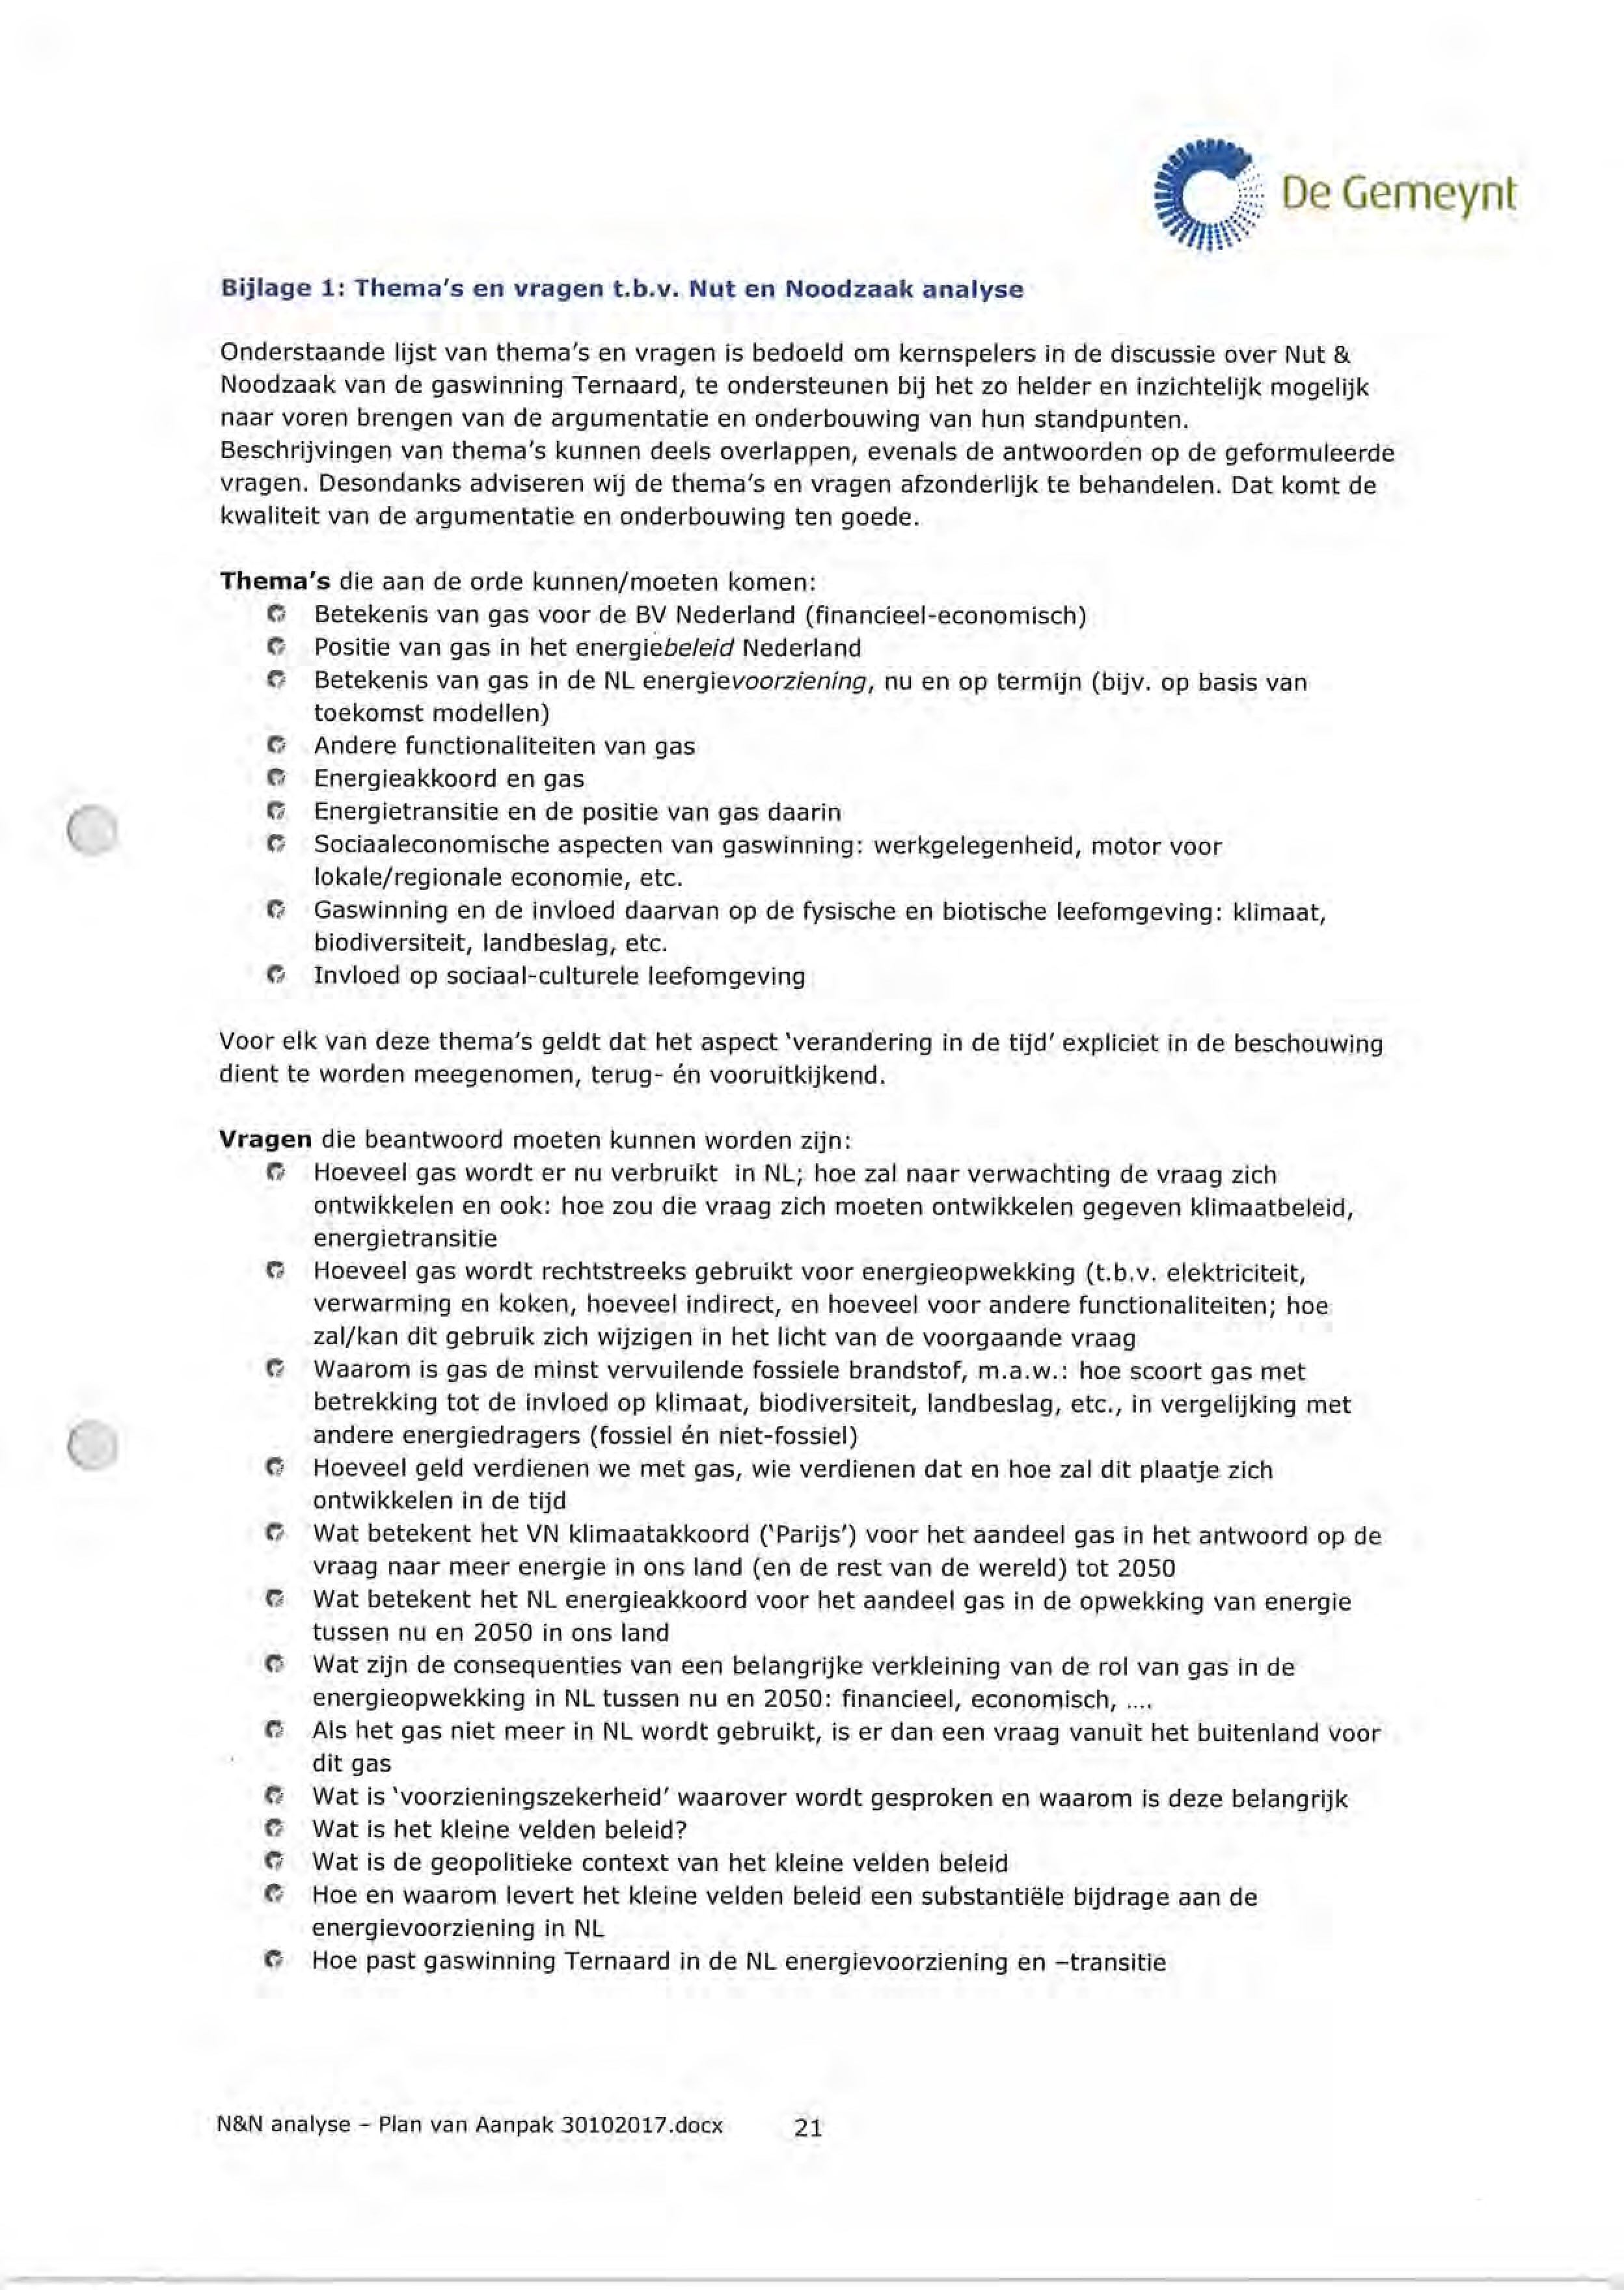 De Gemeynt
Bijlage 1: Thema's en vragen t.b.v. Nut en Noodzaak analyse
Onderstaande lijst van thema's en vragen is bedoeld om kernspelers in de discussie over Nut &
Noodzaak van de gaswinning Ternaard, te ondersteunen bij het zo helder en inzichtelijk mogelijk
naar voren brengen van de argumentatie en onderbouwing van hun standpunten.
Beschrijvingen van thema's kunnen deels overlappen, evenals de antwoorden op de geformuleerde
vragen. Desondanks adviseren wij de thema's en vragen afzonderlijk te behandelen. Dat komt de
kwaliteit van de argumentatie en onderbouwing ten goede.
Thema's die aan de orde kunnen/moeten komen:
Betekenis van gas voor de BV Nederland (financieel-economisch)
Positie van gas in het energiebeleid Nederland
Betekenis van gas in de NL energievoorziening, nu en op termijn (bijv. op basis van
toekomst modellen)
Andere functionaliteiten van gas
Energieakkoord en gas
Energietransitie en de positie van gas daarin
Sociaaleconomische aspecten van gaswinning: werkgelegenheid, motor voor
lokale/regionale economie, etc.
Gaswinning en de invloed daarvan op de fysische en biotische leefomgeving: klimaat,
biodiversiteit, landbeslag, etc.
Invloed op sociaal-culturele leefomgeving
Voor elk van deze thema's geldt dat het aspect 'verandering in de tijd' expliciet in de beschouwing
dient te worden meegenomen, terug- én vooruitkijkend.
Vragen die beantwoord moeten kunnen worden zijn:
Hoeveel gas wordt er nu verbruikt in NL; hoe zal naar verwachting de vraag zich
ontwikkelen en ook: hoe zou die vraag zich moeten ontwikkelen gegeven klimaatbeleid,
energietransitie
Hoeveel gas wordt rechtstreeks gebruikt voor energieopwekking (t.b.v. elektriciteit,
verwarming en koken, hoeveel indirect, en hoeveel voor andere functionaliteiten; hoe
zal/kan dit gebruik zich wijzigen in het licht van de voorgaande vraag
Waarom is gas de minst vervuilende fossiele brandstof, m.a.w.: hoe scoort gas met
betrekking tot de invloed op klimaat, biodiversiteit, landbeslag, etc., in vergelijking met
andere energiedragers (fossiel én niet-fossiel)
Hoeveel geld verdienen we met gas, wie verdienen dat en hoe zal dit plaatje zich
ontwikkelen in de tijd
Wat betekent het VN klimaatakkoord ('Parijs') voor het aandeel gas in het antwoord op de
vraag naar meer energie in ons land (en de rest van de wereld) tot 2050
Wat betekent het NL energieakkoord voor het aandeel gas in de opwekking van energie
tussen nu en 2050 in ons land
Wat zijn de consequenties van een belangrijke verkleining van de rol van gas in de
energieopwekking in NL tussen nu en 2050: financieel, economisch, ....
Als het gas niet meer in NL wordt gebruikt, is er dan een vraag vanuit het buitenland voor
dit gas
Wat is 'voorzieningszekerheid' waarover wordt gesproken en waarom is deze belangrijk
Wat is het kleine velden beleid?
Wat is de geopolitieke context van het kleine velden beleid
Hoe en waarom levert het kleine velden beleid een substantiële bijdrage aan de
energievoorziening in NL
Hoe past gaswinning Ternaard in de NL energievoorziening en –transitie
N&N analyse – Plan van Aanpak 30102017.docx 21